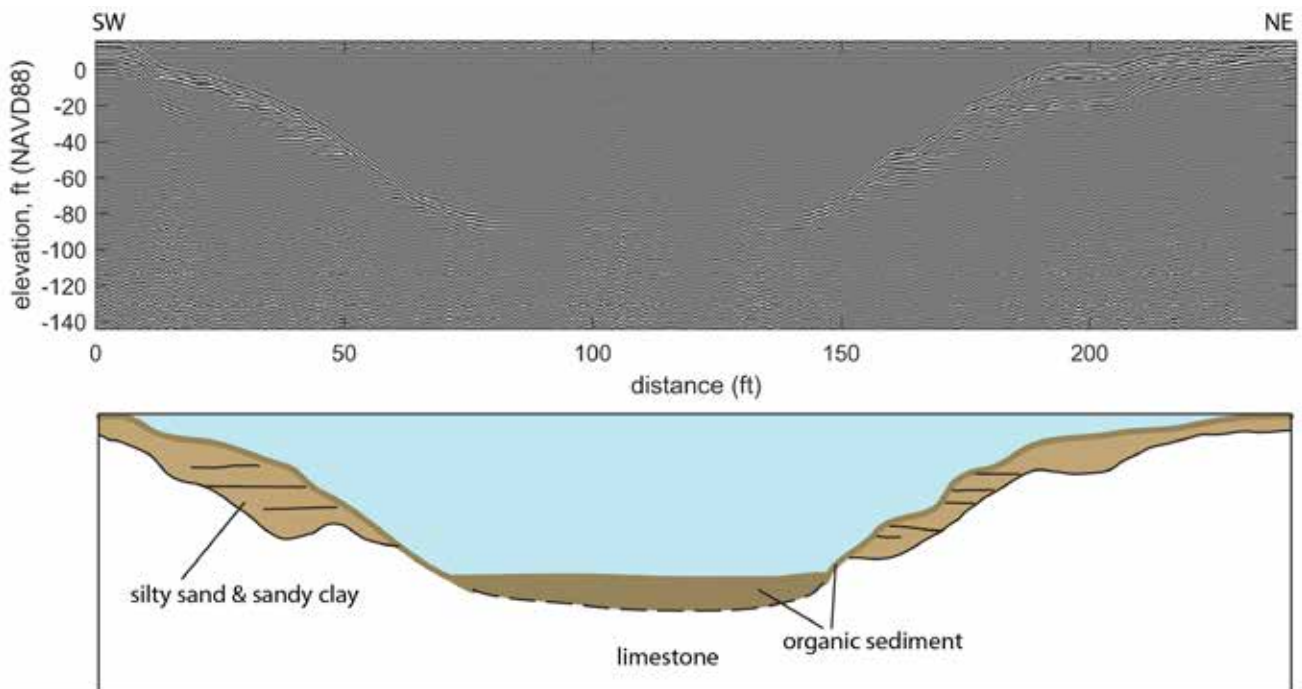 SW
NE
elevation, ft (NAVD88)
0
-20
-40
-60
-80
-100
-120
-140
0
50
100
150
200
distance (ft)
silty sand & sandy clay
organic sediment
limestone